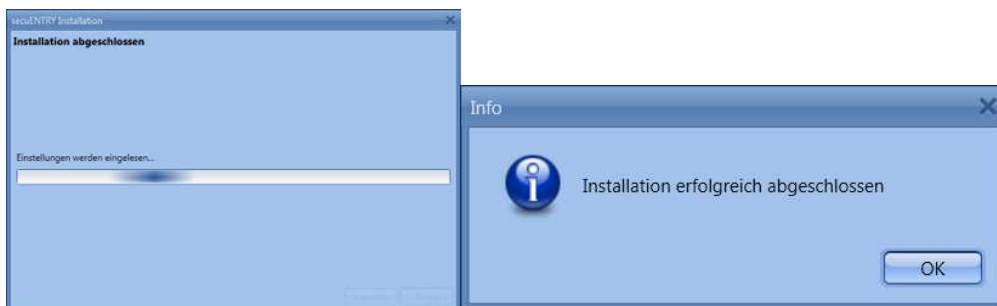 secuENTRY Installation
Installation abgeschlossen
Einstellungen werden eingelesen...
Info
Installation erfolgreich abgeschlossen
OK